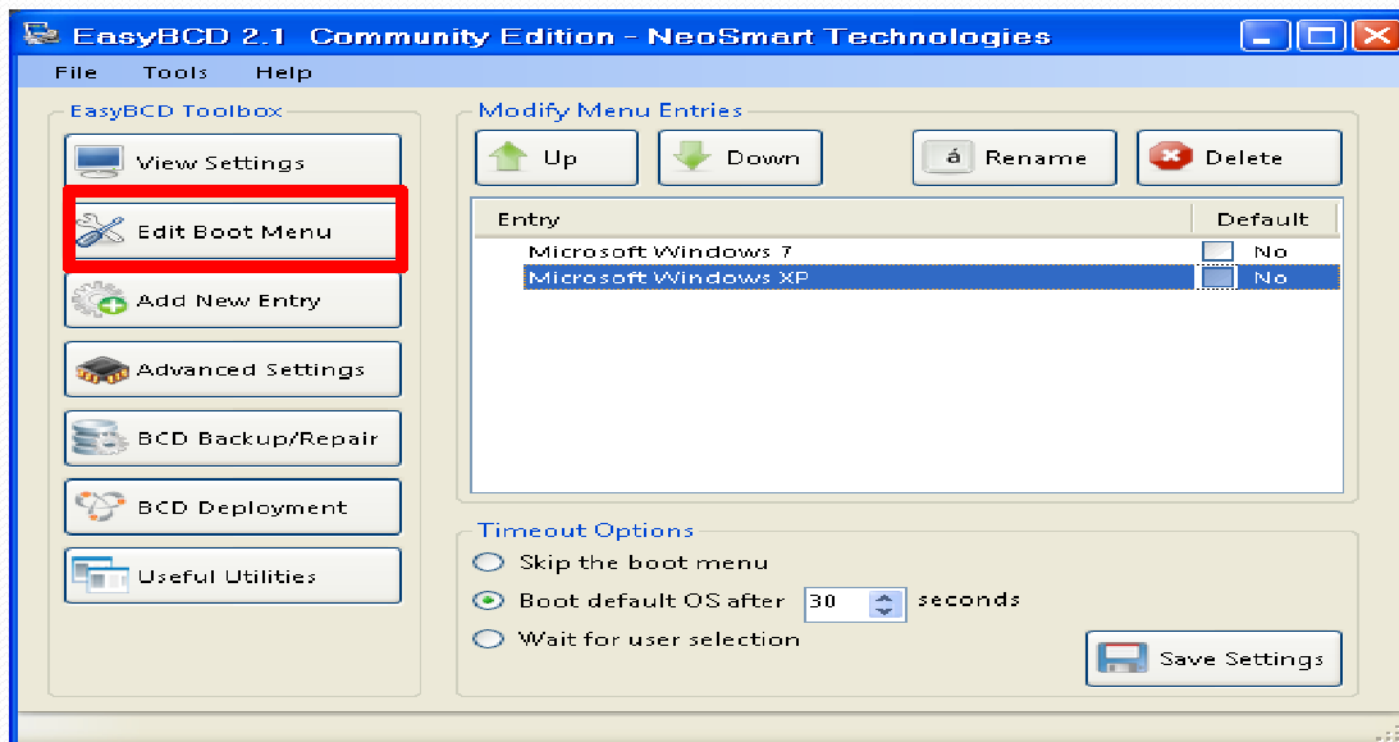 EasyBCD 2.1 Community Edition - NeoSmart Technologies
File Tools Help
EasyBCD Toolbox
View Settings
Edit Boot Menu
Add New Entry
Advanced Settings
BCD Backup/Repair
BCD Deployment
Useful Utilities
Modify Menu Entries
Up Down á Rename Delete
Entry Default
Microsoft Windows 7 No
Microsoft Windows XP No
Timeout Options
Skip the boot menu
Boot default OS after 30 seconds
Wait for user selection
Save Settings